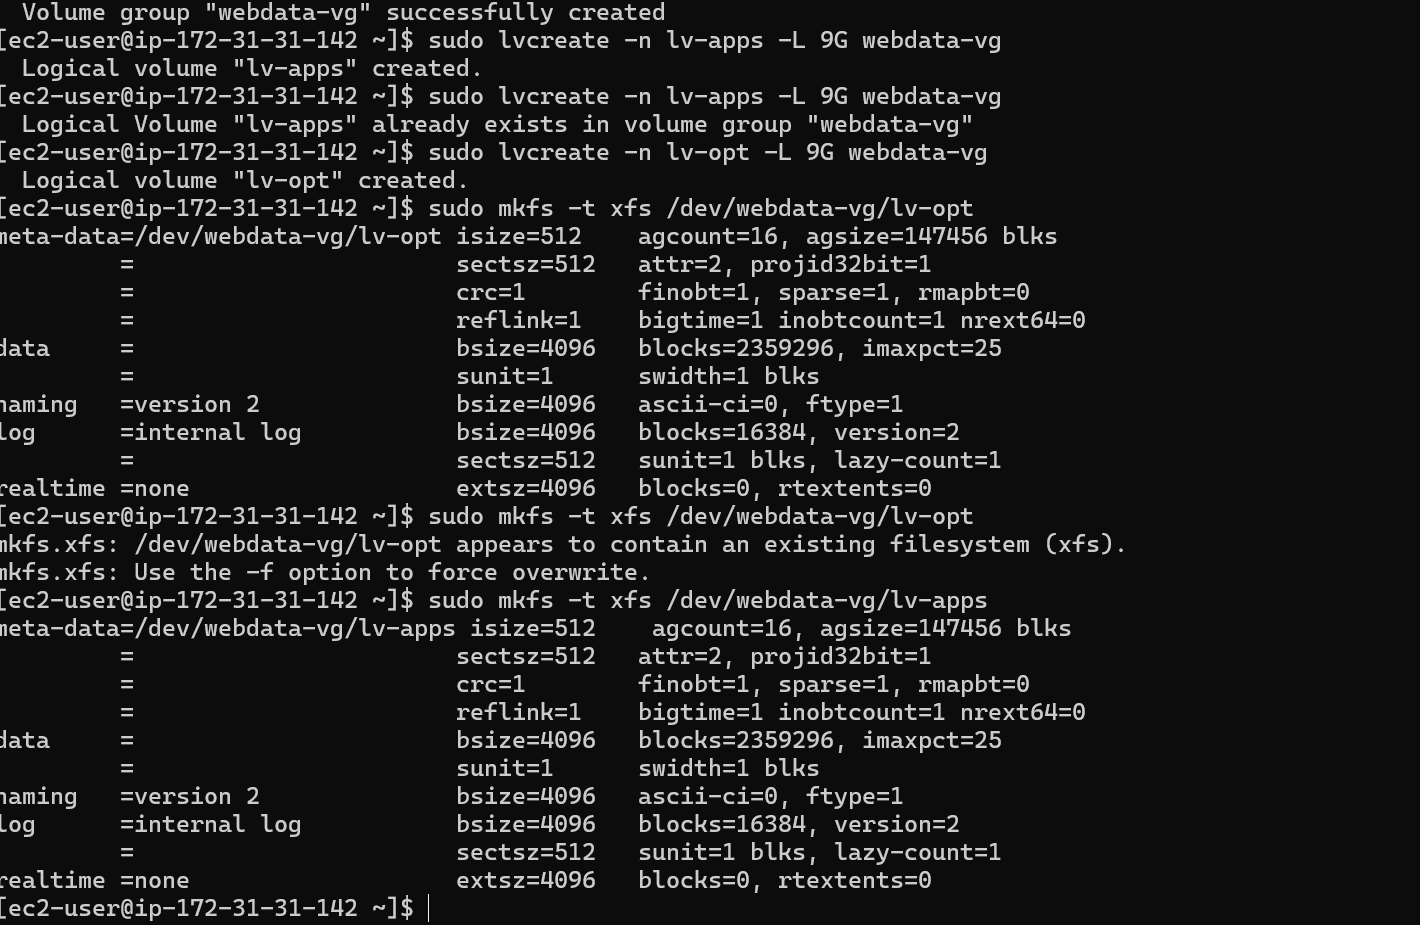 Volume group "webdata-vg" successfully created
[ec2-user@ip-172-31-31-142 ~]$ sudo lvcreate -n lv-apps -L 9G webdata-vg
  Logical volume "lv-apps" created.
[ec2-user@ip-172-31-31-142 ~]$ sudo lvcreate -n lv-apps -L 9G webdata-vg
  Logical Volume "lv-apps" already exists in volume group "webdata-vg"
[ec2-user@ip-172-31-31-142 ~]$ sudo lvcreate -n lv-opt -L 9G webdata-vg
  Logical volume "lv-opt" created.
[ec2-user@ip-172-31-31-142 ~]$ sudo mkfs -t xfs /dev/webdata-vg/lv-opt
meta-data=/dev/webdata-vg/lv-opt isize=512    agcount=16, agsize=147456 blks
         =                       sectsz=512   attr=2, projid32bit=1
         =                       crc=1        finobt=1, sparse=1, rmapbt=0
         =                       reflink=1    bigtime=1 inobtcount=1 nrext64=0
data     =                       bsize=4096   blocks=2359296, imaxpct=25
         =                       sunit=1      swidth=1 blks
naming   =version 2              bsize=4096   ascii-ci=0, ftype=1
log      =internal log           bsize=4096   blocks=16384, version=2
         =                       sectsz=512   sunit=1 blks, lazy-count=1
realtime =none                   extsz=4096   blocks=0, rtextents=0
[ec2-user@ip-172-31-31-142 ~]$ sudo mkfs -t xfs /dev/webdata-vg/lv-opt
mkfs.xfs: /dev/webdata-vg/lv-opt appears to contain an existing filesystem (xfs).
mkfs.xfs: Use the -f option to force overwrite.
[ec2-user@ip-172-31-31-142 ~]$ sudo mkfs -t xfs /dev/webdata-vg/lv-apps
meta-data=/dev/webdata-vg/lv-apps isize=512    agcount=16, agsize=147456 blks
         =                       sectsz=512   attr=2, projid32bit=1
         =                       crc=1        finobt=1, sparse=1, rmapbt=0
         =                       reflink=1    bigtime=1 inobtcount=1 nrext64=0
data     =                       bsize=4096   blocks=2359296, imaxpct=25
         =                       sunit=1      swidth=1 blks
naming   =version 2              bsize=4096   ascii-ci=0, ftype=1
log      =internal log           bsize=4096   blocks=16384, version=2
         =                       sectsz=512   sunit=1 blks, lazy-count=1
realtime =none                   extsz=4096   blocks=0, rtextents=0
[ec2-user@ip-172-31-31-142 ~]$